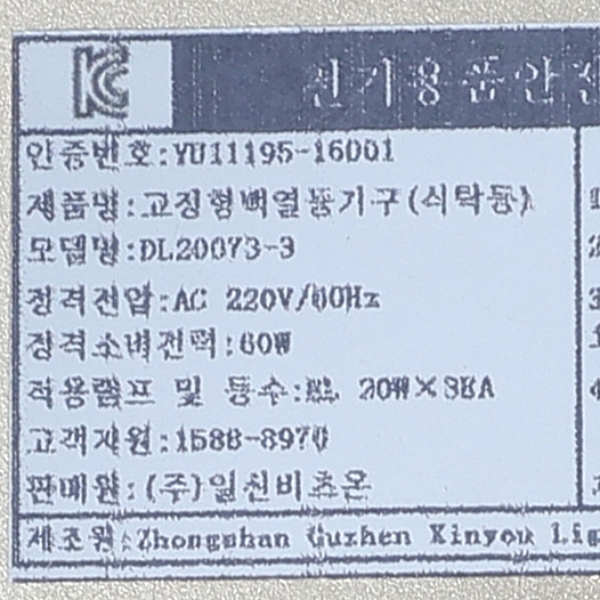 KC 전기용품안전
인증번호:YU11195-16001
제품명:고정형백열등기구(식탁등)
모델명:DL20073-3
정격전압:AC 220V/60Hz
정격소비전력:60W
적용램프 및 등수: 20W×3EA
고객지원:1588-8970
판매원:(주)일신비츠온
제조원:Zhongshan Guzhen Xinyou